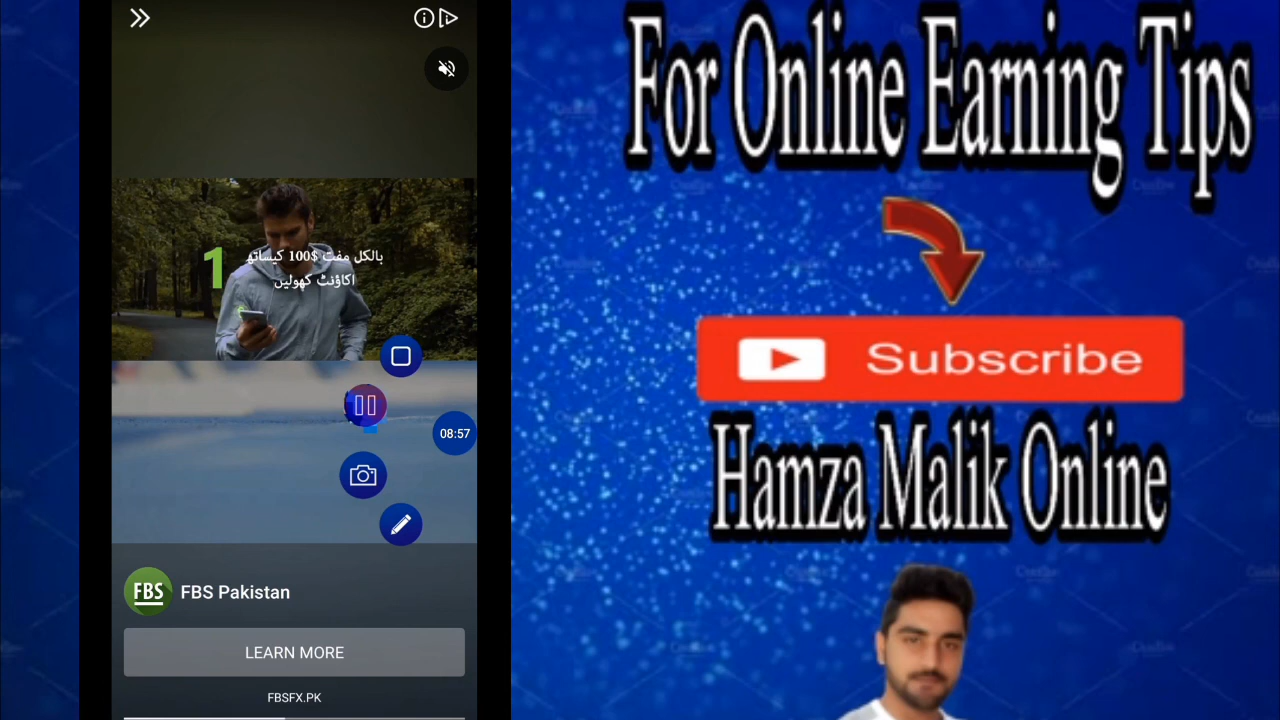 1
بالکل مفت $100 کیساتھ
اکاؤنٹ کھولیں
08:57
FBS
FBS Pakistan
LEARN MORE
FBSFX.PK
For Online Earning Tips
Subscribe
Hamza Malik Online